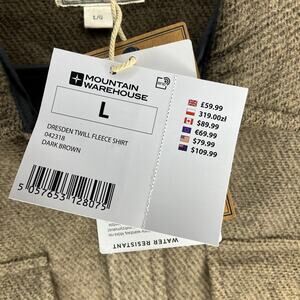 L/G
MOUNTAIN
WAREHOUSE
L
DRESDEN TWILL FLEECE SHIRT
042318
DARK BROWN
5 057653 128075
£59.99
319.00zł
$89.99
€69.99
$79.99
$109.99
WATER RESISTANT